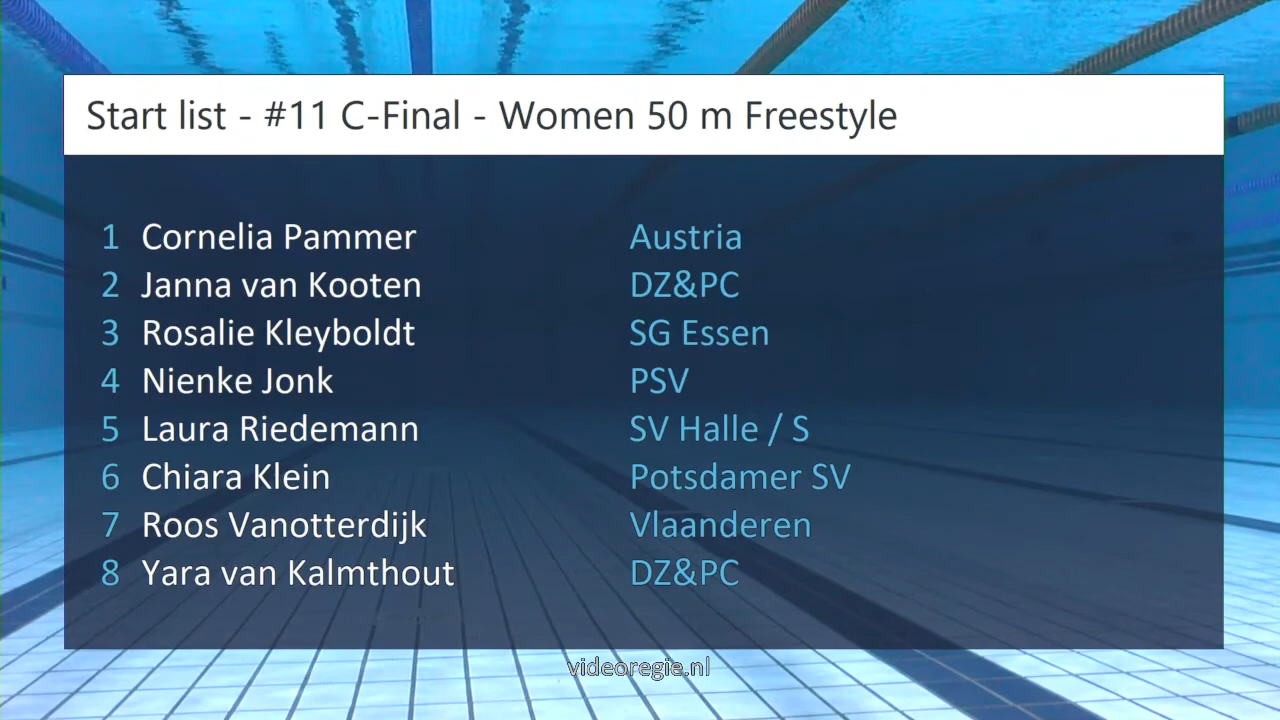 Start list - #11 C-Final - Women 50 m Freestyle
1 Cornelia Pammer Austria
2 Janna van Kooten DZ&PC
3 Rosalie Kleyboldt SG Essen
4 Nienke Jonk PSV
5 Laura Riedemann SV Halle / S
6 Chiara Klein Potsdamer SV
7 Roos Vanotterdijk Vlaanderen
8 Yara van Kalmthout DZ&PC
videoregie.nl